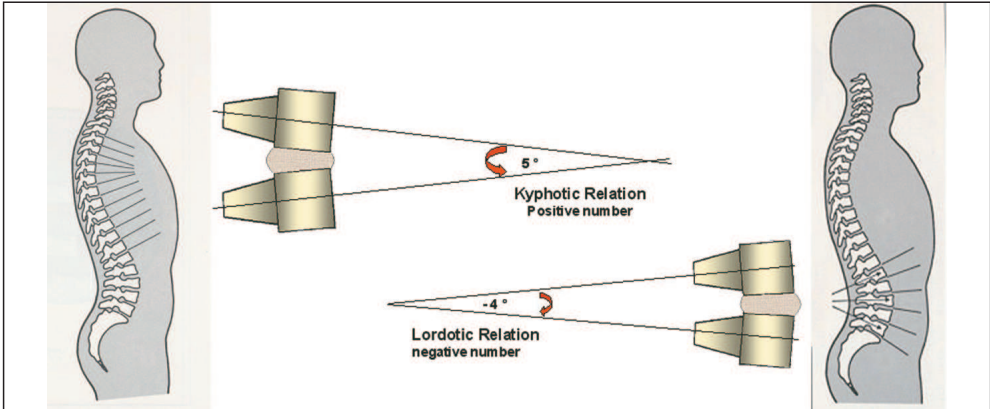 5 °
Kyphotic Relation
Positive number
-4 °
Lordotic Relation
negative number